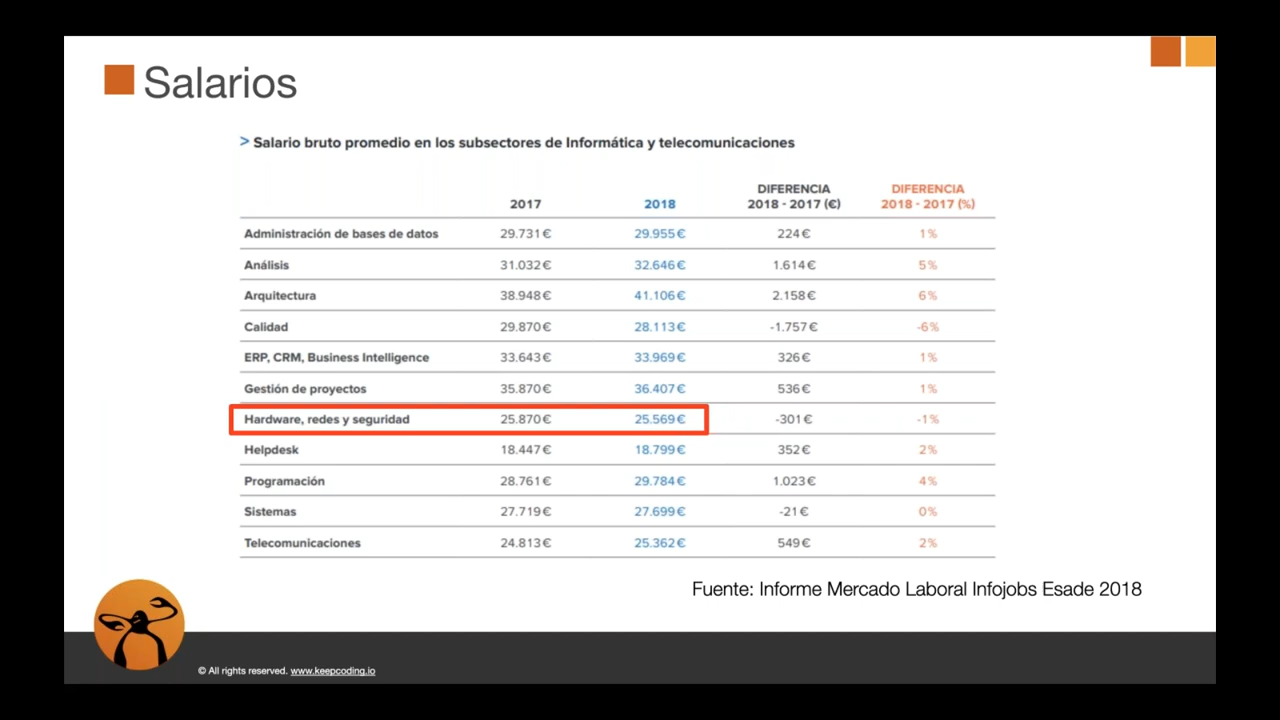 Salarios
> Salario bruto promedio en los subsectores de Informática y telecomunicaciones
2017 2018 DIFERENCIA 2018 - 2017 (€) DIFERENCIA 2018 - 2017 (%)
Administración de bases de datos 29.731€ 29.955€ 224€ 1%
Análisis 31.032€ 32.646€ 1.614€ 5%
Arquitectura 38.948€ 41.106€ 2.158€ 6%
Calidad 29.870€ 28.113€ -1.757€ -6%
ERP, CRM, Business Intelligence 33.643€ 33.969€ 326€ 1%
Gestión de proyectos 35.870€ 36.407€ 536€ 1%
Hardware, redes y seguridad 25.870€ 25.569€ -301€ -1%
Helpdesk 18.447€ 18.799€ 352€ 2%
Programación 28.761€ 29.784€ 1.023€ 4%
Sistemas 27.719€ 27.699€ -21€ 0%
Telecomunicaciones 24.813€ 25.362€ 549€ 2%
Fuente: Informe Mercado Laboral Infojobs Esade 2018
© All rights reserved. www.keepcoding.io